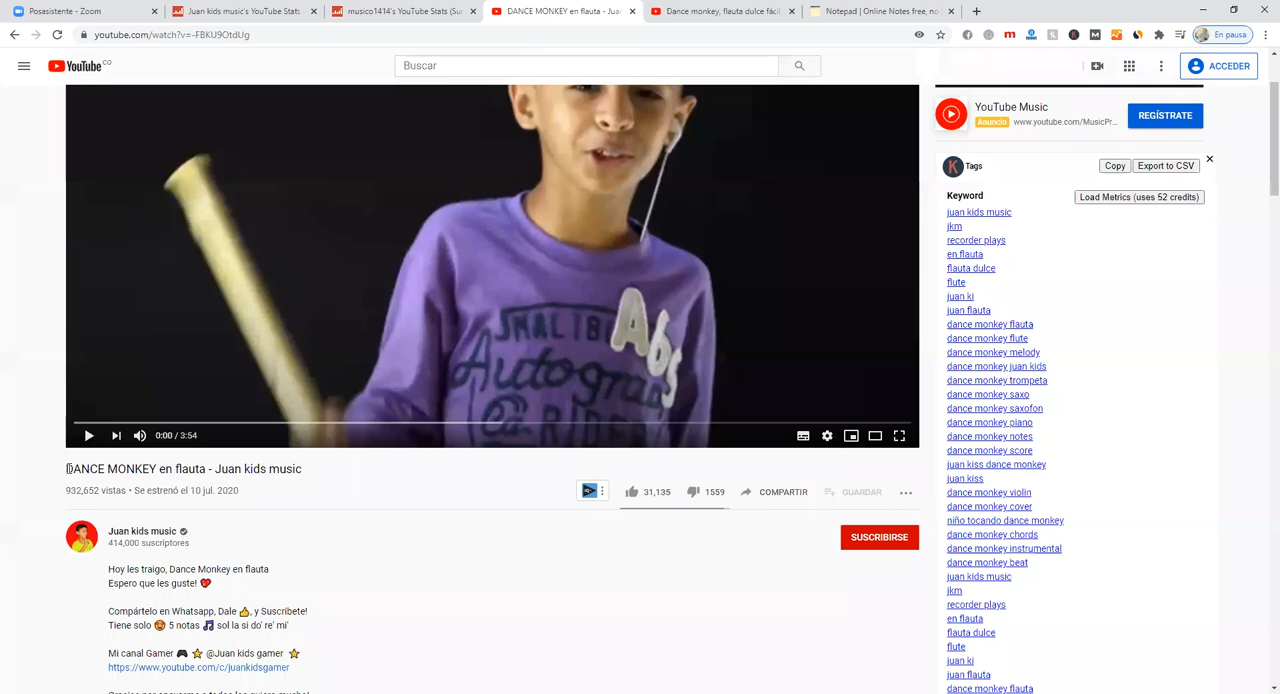 Posasistente - Zoom
Juan kids music's YouTube Stats
musico1414's YouTube Stats (Su
DANCE MONKEY en flauta - Jua
Dance monkey, flauta dulce fácil
Notepad | Online Notes free, no
youtube.com/watch?v=-FBKU9OtdUg
En pausa
YouTube CO
Buscar
ACCEDER
YouTube Music
Anuncio www.youtube.com/MusicPr...
REGÍSTRATE
K Tags
Copy
Export to CSV
Keyword
Load Metrics (uses 52 credits)
juan kids music
jkm
recorder plays
en flauta
flauta dulce
flute
juan ki
juan flauta
dance monkey flauta
dance monkey flute
dance monkey melody
dance monkey juan kids
dance monkey trompeta
dance monkey saxo
dance monkey saxofon
dance monkey piano
dance monkey notes
dance monkey score
juan kiss dance monkey
juan kiss
dance monkey violin
dance monkey cover
niño tocando dance monkey
dance monkey chords
dance monkey instrumental
dance monkey beat
juan kids music
jkm
recorder plays
en flauta
flauta dulce
flute
juan ki
juan flauta
dance monkey flauta
Autogra
0:00 / 3:54
DANCE MONKEY en flauta - Juan kids music
932,652 vistas • Se estrenó el 10 jul. 2020
31,135
1559
COMPARTIR
GUARDAR
Juan kids music
414,000 suscriptores
SUSCRIBIRSE
Hoy les traigo, Dance Monkey en flauta
Espero que les guste! ❤️
Compártelo en Whatsapp, Dale 👍, y Suscribete!
Tiene solo 😍 5 notas 🎵 sol la si do' re' mi'
Mi canal Gamer 🎮 ⭐ @Juan kids gamer ⭐
https://www.youtube.com/c/juankidsgamer